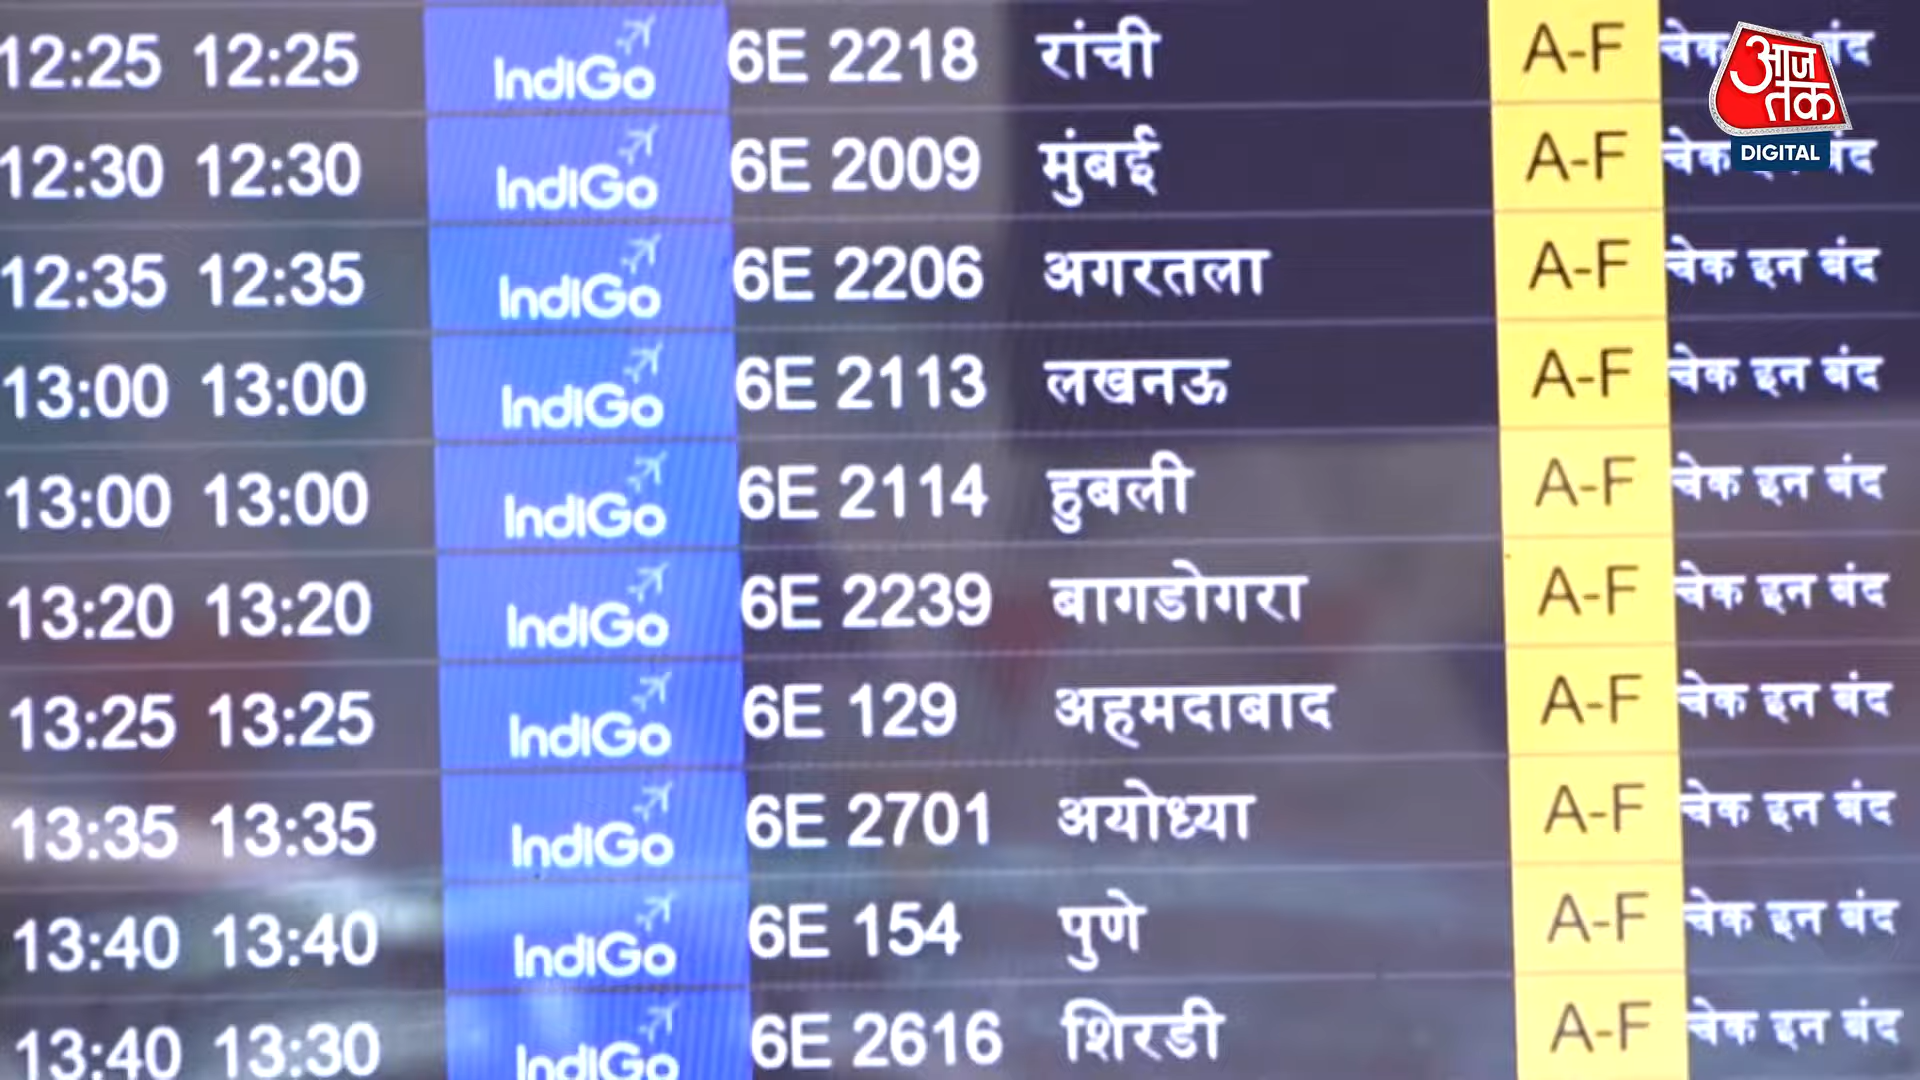 12:25 12:25 IndiGo 6E 2218 रांची A-F चेक बंद
12:30 12:30 IndiGo 6E 2009 मुंबई A-F चेक बंद
12:35 12:35 IndiGo 6E 2206 अगरतला A-F चेक इन बंद
13:00 13:00 IndiGo 6E 2113 लखनऊ A-F चेक इन बंद
13:00 13:00 IndiGo 6E 2114 हुबली A-F चेक इन बंद
13:20 13:20 IndiGo 6E 2239 बागडोगरा A-F चेक इन बंद
13:25 13:25 IndiGo 6E 129 अहमदाबाद A-F चेक इन बंद
13:35 13:35 IndiGo 6E 2701 अयोध्या A-F चेक इन बंद
13:40 13:40 IndiGo 6E 154 पुणे A-F चेक इन बंद
13:40 13:30 IndiGo 6E 2616 शिरडी A-F चेक इन बंद
आज
तक
DIGITAL